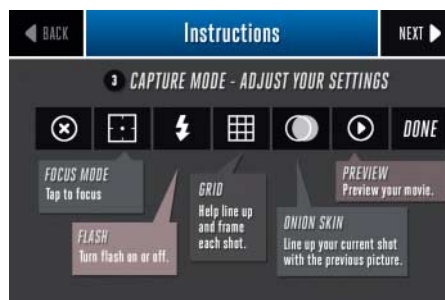 BACK
Instructions
NEXT
3 CAPTURE MODE - ADJUST YOUR SETTINGS
DONE
FOCUS MODE
Tap to focus
FLASH
Turn flash on or off.
GRID
Help line up
and frame
each shot.
ONION SKIN
Line up your current shot
with the previous picture.
PREVIEW
Preview your movie.